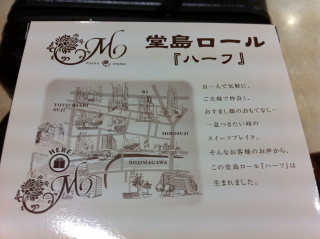 M
堂島ロール
『ハーフ』
お一人で気軽に、
ご夫婦で仲良く、
おすまし顔のおもてなし…
一息つきたい時の
スイーツブレイク。
そんなお客様のお声から、
この堂島ロール『ハーフ』は
生まれました。
YOTSUBASHI
SUJI
MIDOSUJI
HERE!
DOJIMAGAWA
M